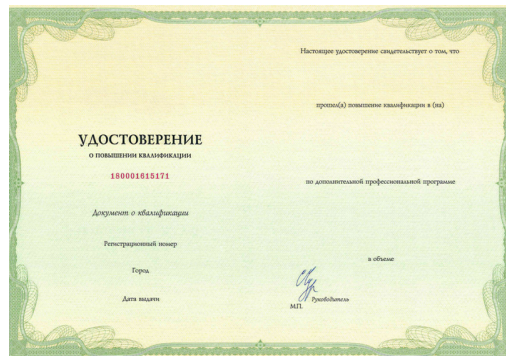 УДОСТОВЕРЕНИЕ
О ПОВЫШЕНИИ КВАЛИФИКАЦИИ
180001615171
Документ о квалификации
Регистрационный номер
Город
Дата выдачи
Настоящее удостоверение свидетельствует о том, что
прошел(а) повышение квалификации в (на)
по дополнительной профессиональной программе
в объеме
Руководитель
М.П.